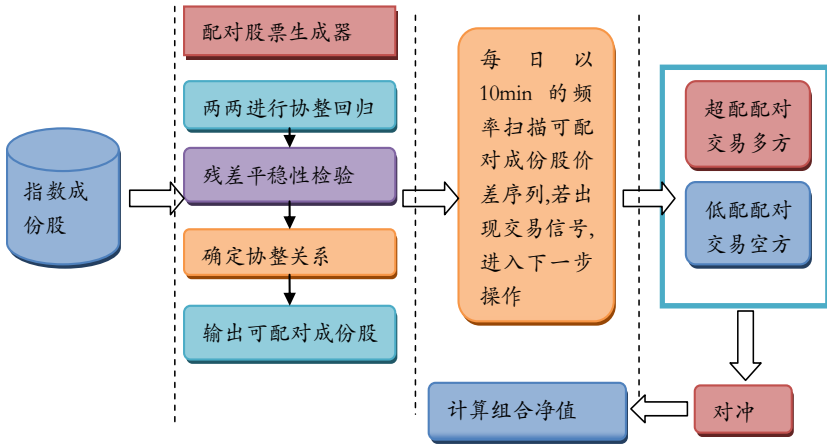 指数成
份股
配对股票生成器
两两进行协整回归
残差平稳性检验
确定协整关系
输出可配对成份股
每日以
10min 的频
率扫描可配
对成份股价
差序列,若出
现交易信号,
进入下一步
操作
超配配对
交易多方
低配配对
交易空方
对冲
计算组合净值